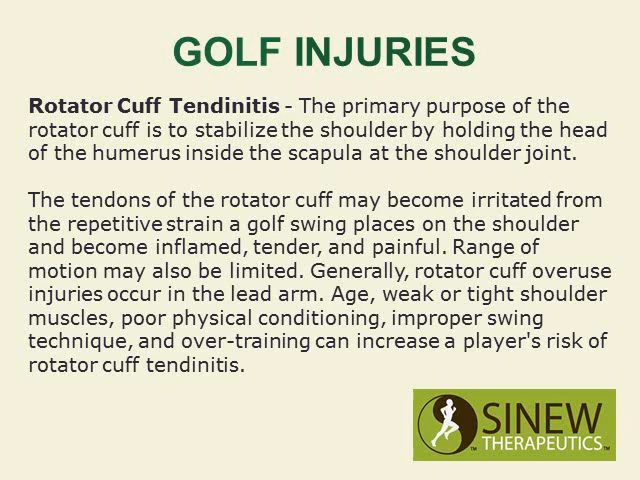 GOLF INJURIES
Rotator Cuff Tendinitis - The primary purpose of the
rotator cuff is to stabilize the shoulder by holding the head
of the humerus inside the scapula at the shoulder joint.
The tendons of the rotator cuff may become irritated from
the repetitive strain a golf swing places on the shoulder
and become inflamed, tender, and painful. Range of
motion may also be limited. Generally, rotator cuff overuse
injuries occur in the lead arm. Age, weak or tight shoulder
muscles, poor physical conditioning, improper swing
technique, and over-training can increase a player's risk of
rotator cuff tendinitis.
SINEW
THERAPEUTICS™
™